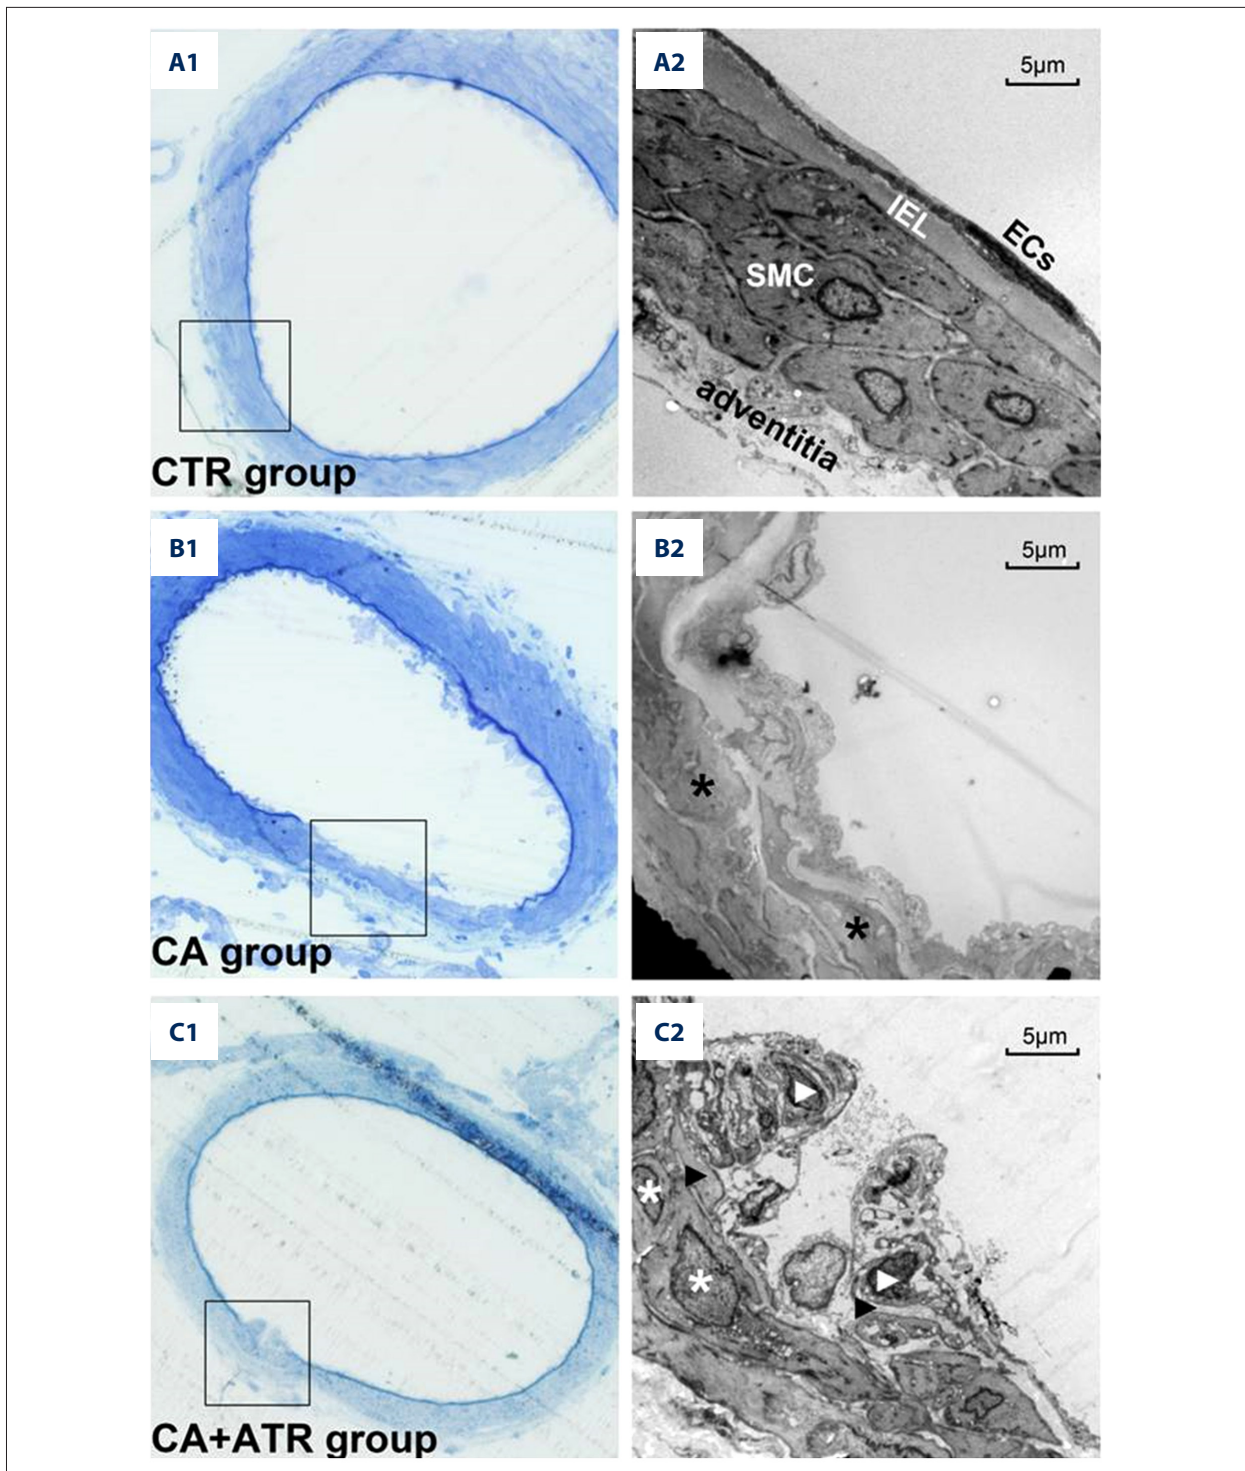 A1
CTR group
A2
5µm
IEL
ECs
SMC
adventitia
B1
CA group
B2
5µm
*
*
C1
CA+ATR group
C2
5µm
*
*